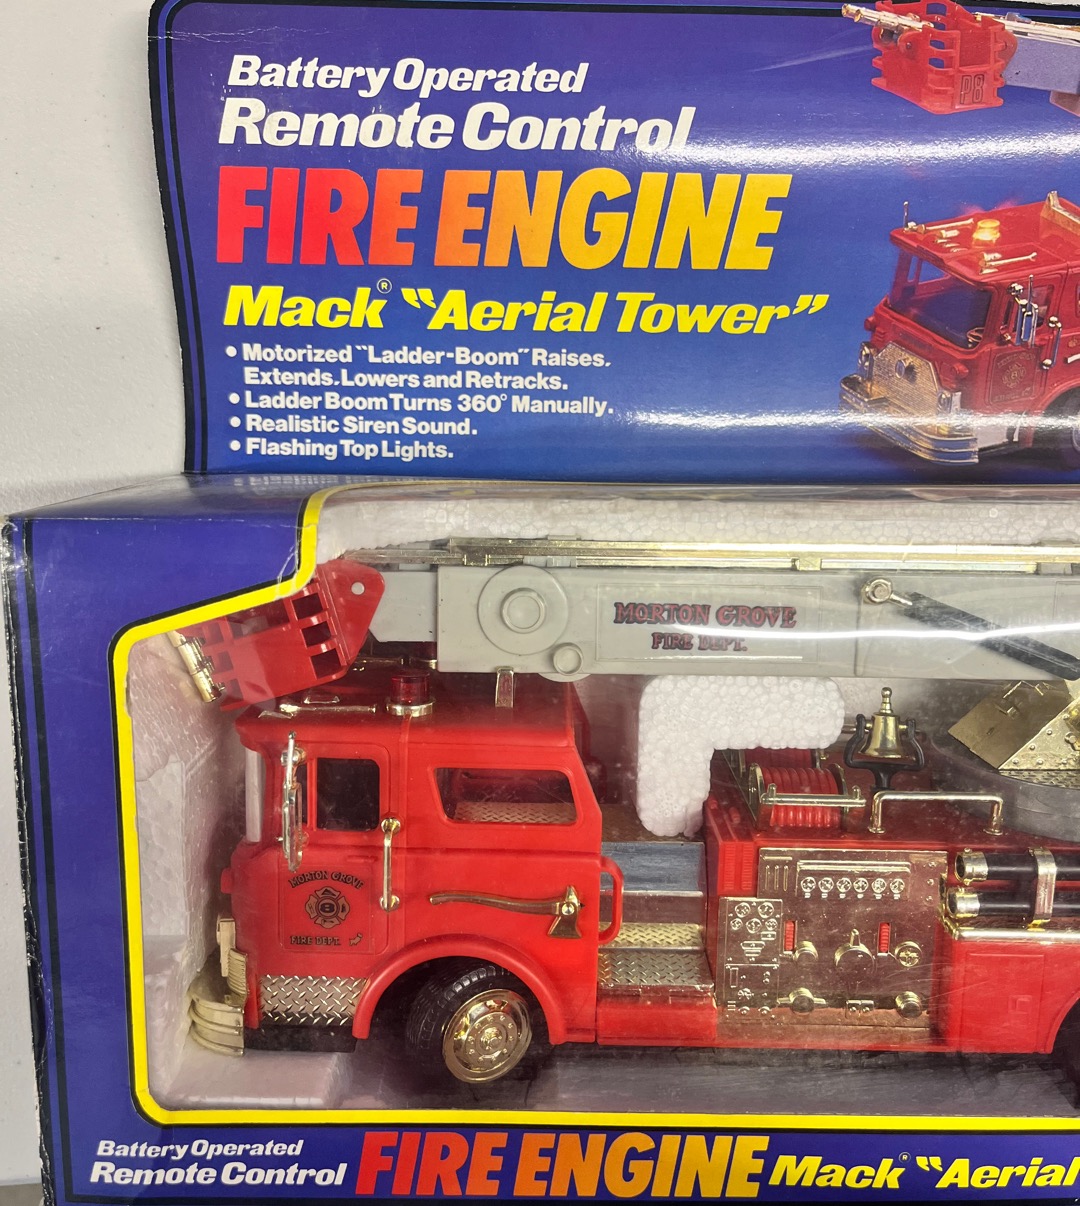 Battery Operated
Remote Control
FIRE ENGINE
Mack® "Aerial Tower"
• Motorized "Ladder-Boom" Raises.
Extends. Lowers and Retracks.
• Ladder Boom Turns 360° Manually.
• Realistic Siren Sound.
• Flashing Top Lights.
P8
MORTON GROVE
FIRE DEPT.
MORTON GROVE
8
FIRE DEPT.
Battery Operated
Remote Control
FIRE ENGINE Mack® "Aerial